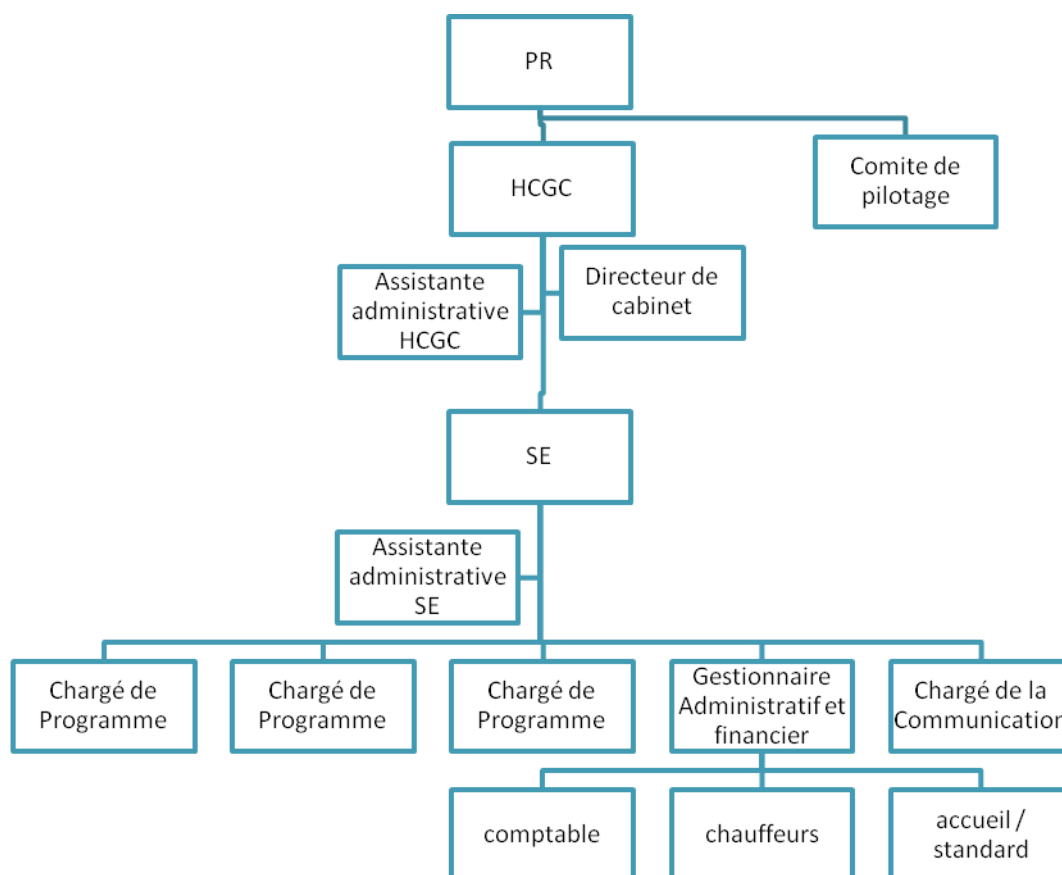 PR
Comite de
pilotage
HCGC
Directeur de
cabinet
Assistante
administrative
HCGC
SE
Assistante
administrative
SE
Chargé de
Programme
Chargé de
Programme
Chargé de
Programme
Gestionnaire
Administratif et
financier
Chargé de la
Communication
comptable
chauffeurs
accueil /
standard